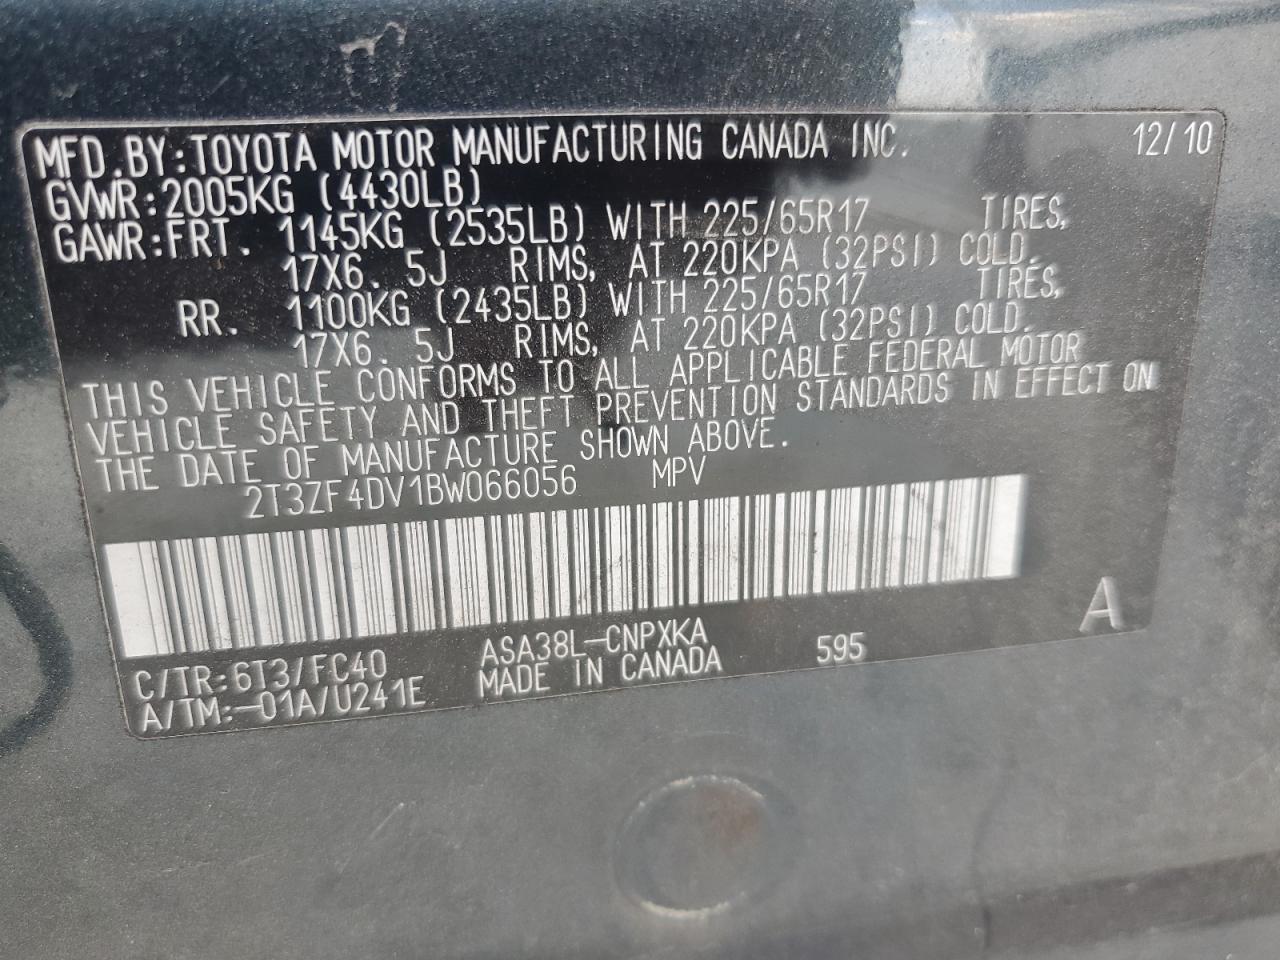 MFD.BY:TOYOTA MOTOR MANUFACTURING CANADA INC. 12/10
GVWR:2005KG (4430LB)
GAWR:FRT. 1145KG (2535LB) WITH 225/65R17 TIRES,
17X6.5J RIMS, AT 220KPA (32PSI) COLD.
RR. 1100KG (2435LB) WITH 225/65R17 TIRES,
17X6.5J RIMS, AT 220KPA (32PSI) COLD.
THIS VEHICLE CONFORMS TO ALL APPLICABLE FEDERAL MOTOR
VEHICLE SAFETY AND THEFT PREVENTION STANDARDS IN EFFECT ON
THE DATE OF MANUFACTURE SHOWN ABOVE.
2T3ZF4DV1BW066056 MPV
A
C/TR:6T3/FC40 ASA38L-CNPXKA 595
A/TM:-01A/U241E MADE IN CANADA